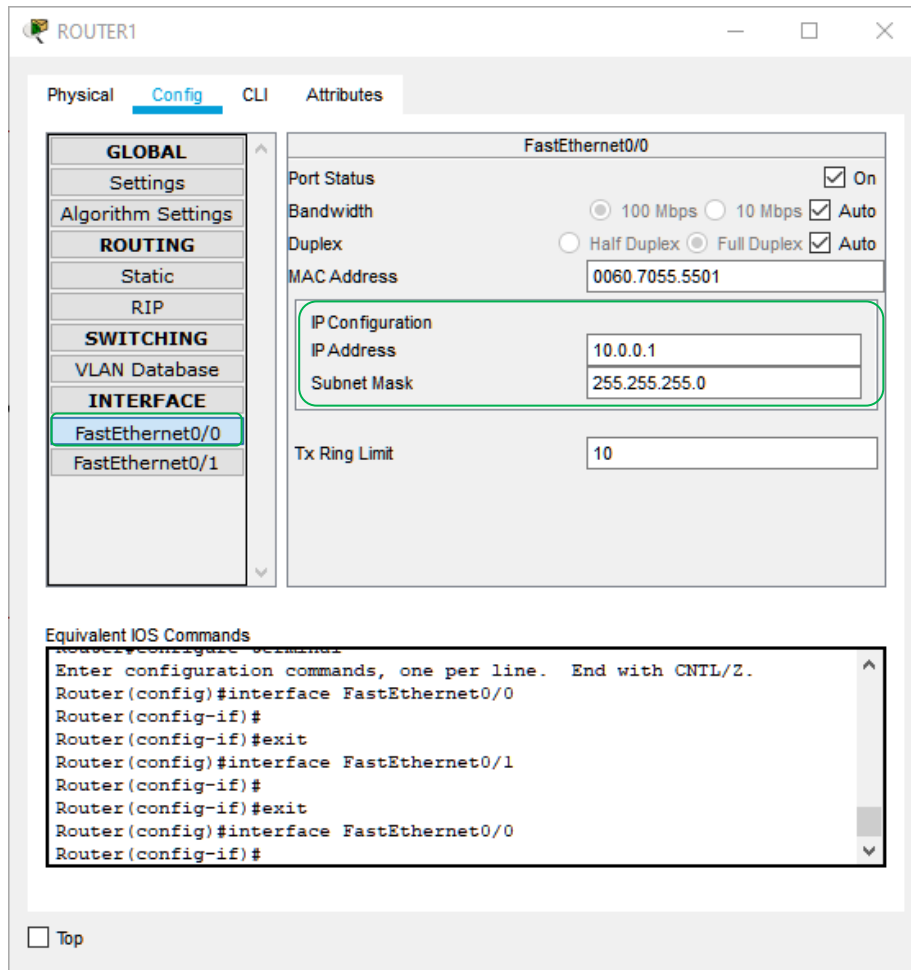 ROUTER1
Physical Config CLI Attributes
GLOBAL
Settings
Algorithm Settings
ROUTING
Static
RIP
SWITCHING
VLAN Database
INTERFACE
FastEthernet0/0
FastEthernet0/1
FastEthernet0/0
Port Status On
Bandwidth 100 Mbps 10 Mbps Auto
Duplex Half Duplex Full Duplex Auto
MAC Address 0060.7055.5501
IP Configuration
IP Address 10.0.0.1
Subnet Mask 255.255.255.0
Tx Ring Limit 10
Equivalent IOS Commands
Router#configure terminal
Enter configuration commands, one per line. End with CNTL/Z.
Router(config)#interface FastEthernet0/0
Router(config-if)#
Router(config-if)#exit
Router(config)#interface FastEthernet0/1
Router(config-if)#
Router(config-if)#exit
Router(config)#interface FastEthernet0/0
Router(config-if)#
Top